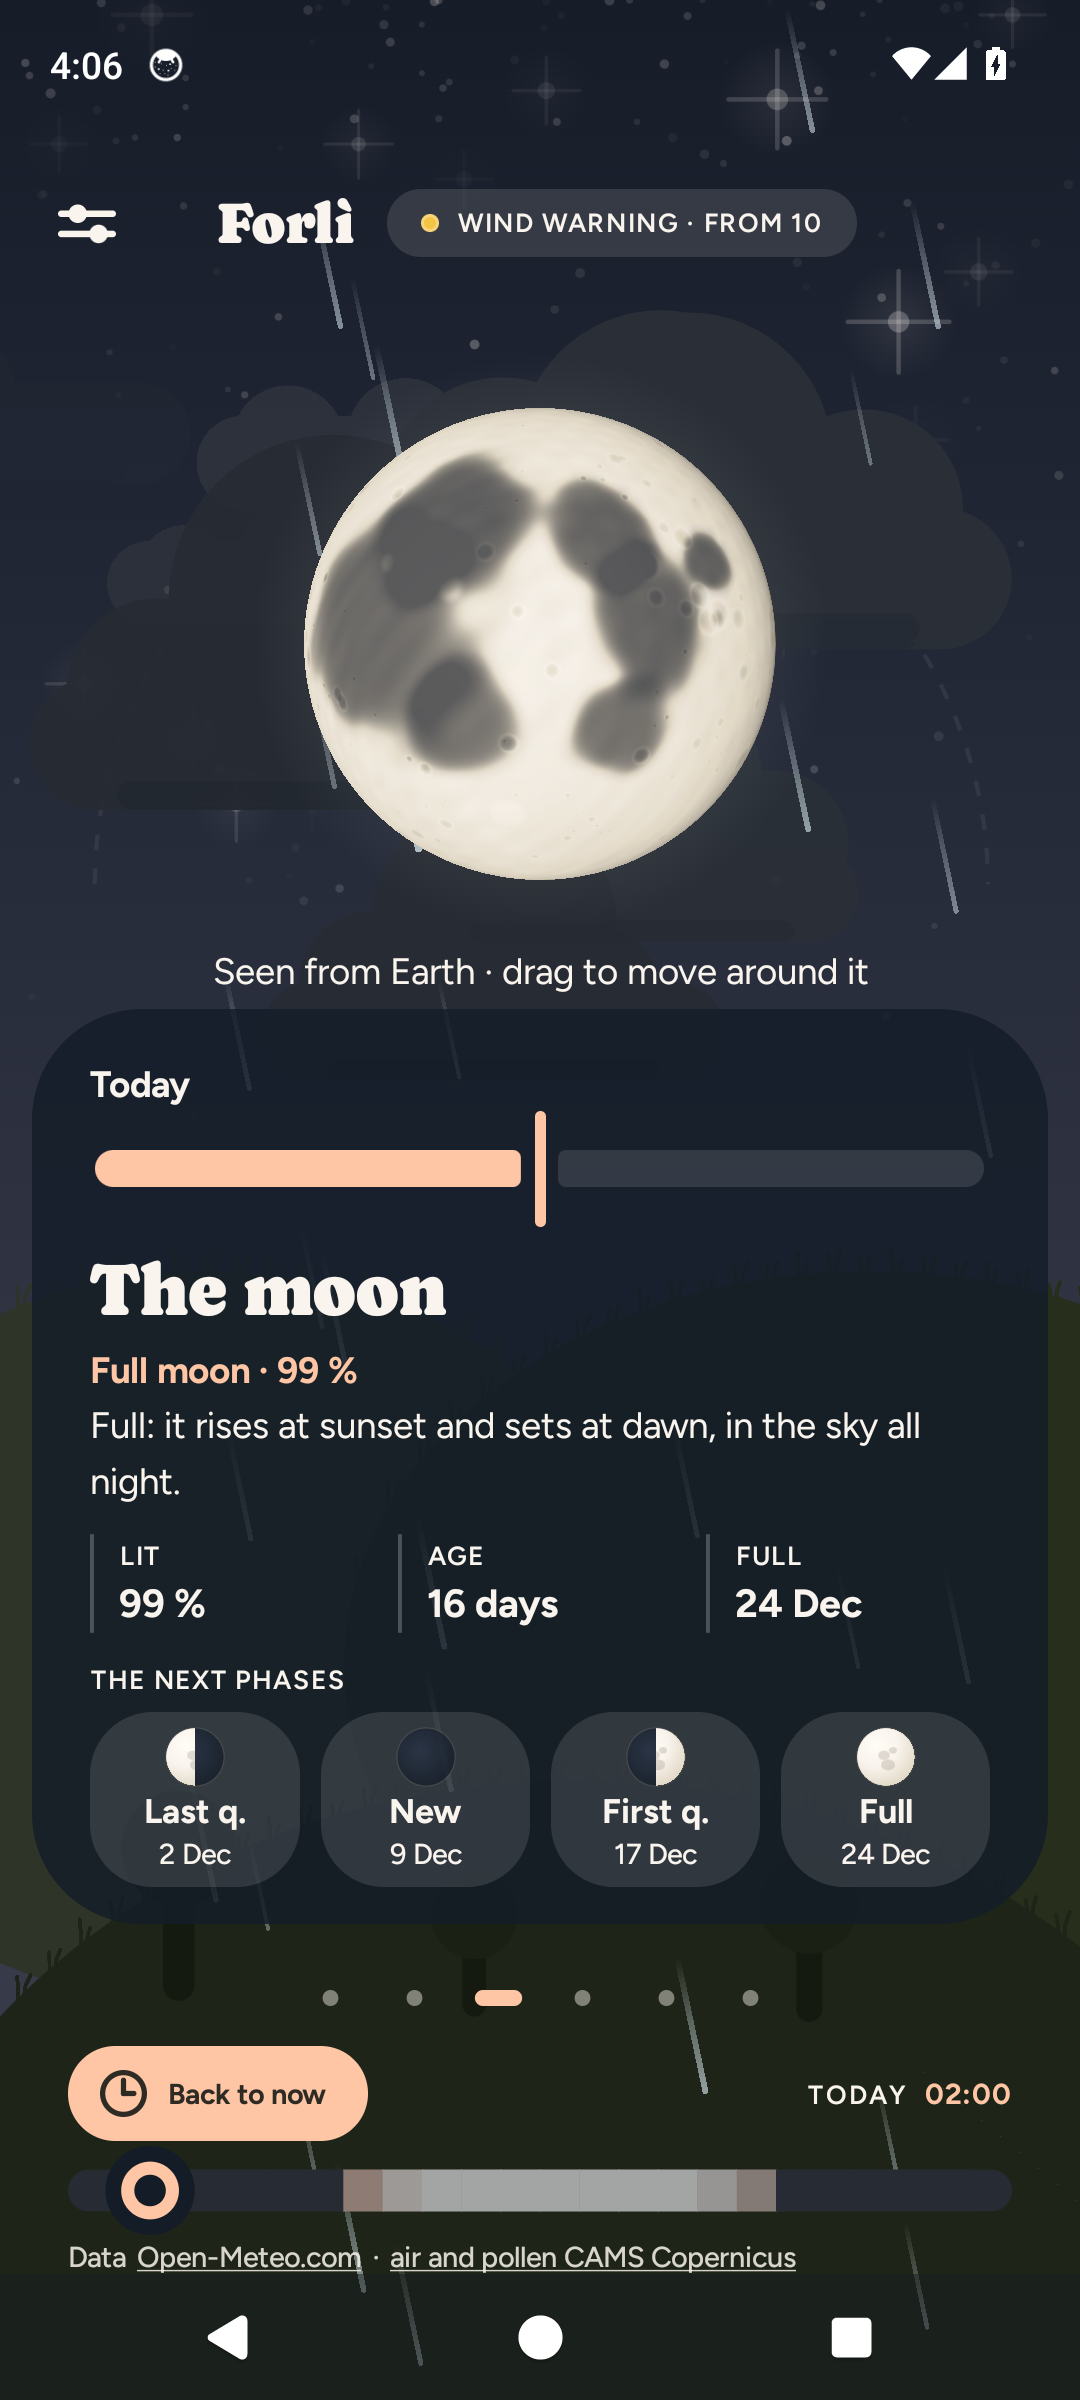 4:06
Forlì
WIND WARNING · FROM 10
Seen from Earth · drag to move around it
Today
The moon
Full moon · 99 %
Full: it rises at sunset and sets at dawn, in the sky all
night.
LIT
99 %
AGE
16 days
FULL
24 Dec
THE NEXT PHASES
Last q.
2 Dec
New
9 Dec
First q.
17 Dec
Full
24 Dec
Back to now
TODAY 02:00
Data Open-Meteo.com · air and pollen CAMS Copernicus